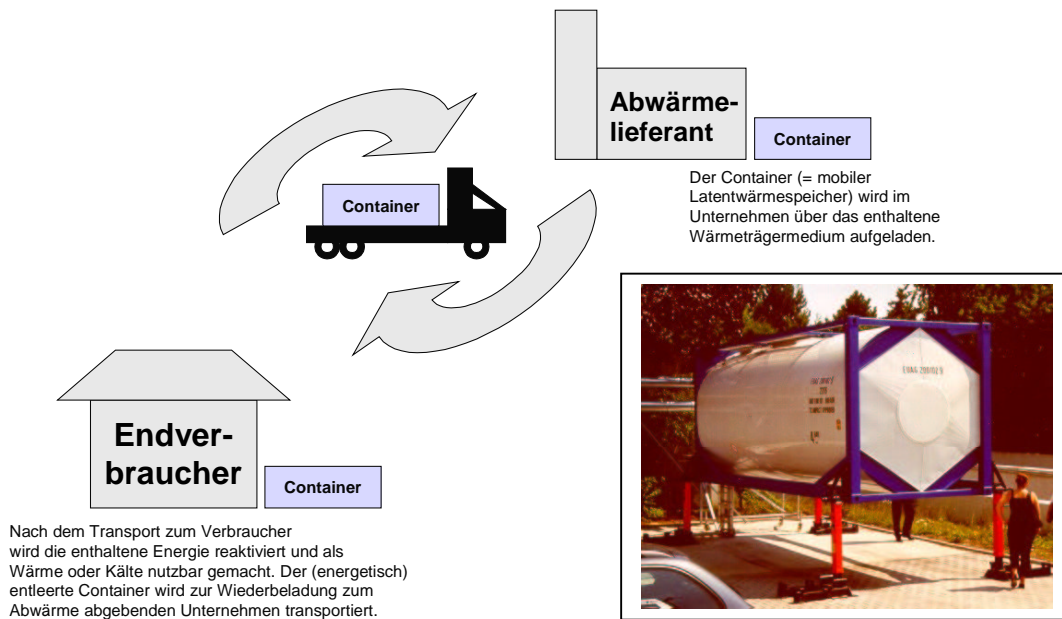 Abwärme-
lieferant
Container
Der Container (= mobiler
Latentwärmespeicher) wird im
Unternehmen über das enthaltene
Wärmeträgermedium aufgeladen.
Container
Endver-
braucher
Container
Nach dem Transport zum Verbraucher
wird die enthaltene Energie reaktiviert und als
Wärme oder Kälte nutzbar gemacht. Der (energetisch)
entleerte Container wird zur Wiederbeladung zum
Abwärme abgebenden Unternehmen transportiert.